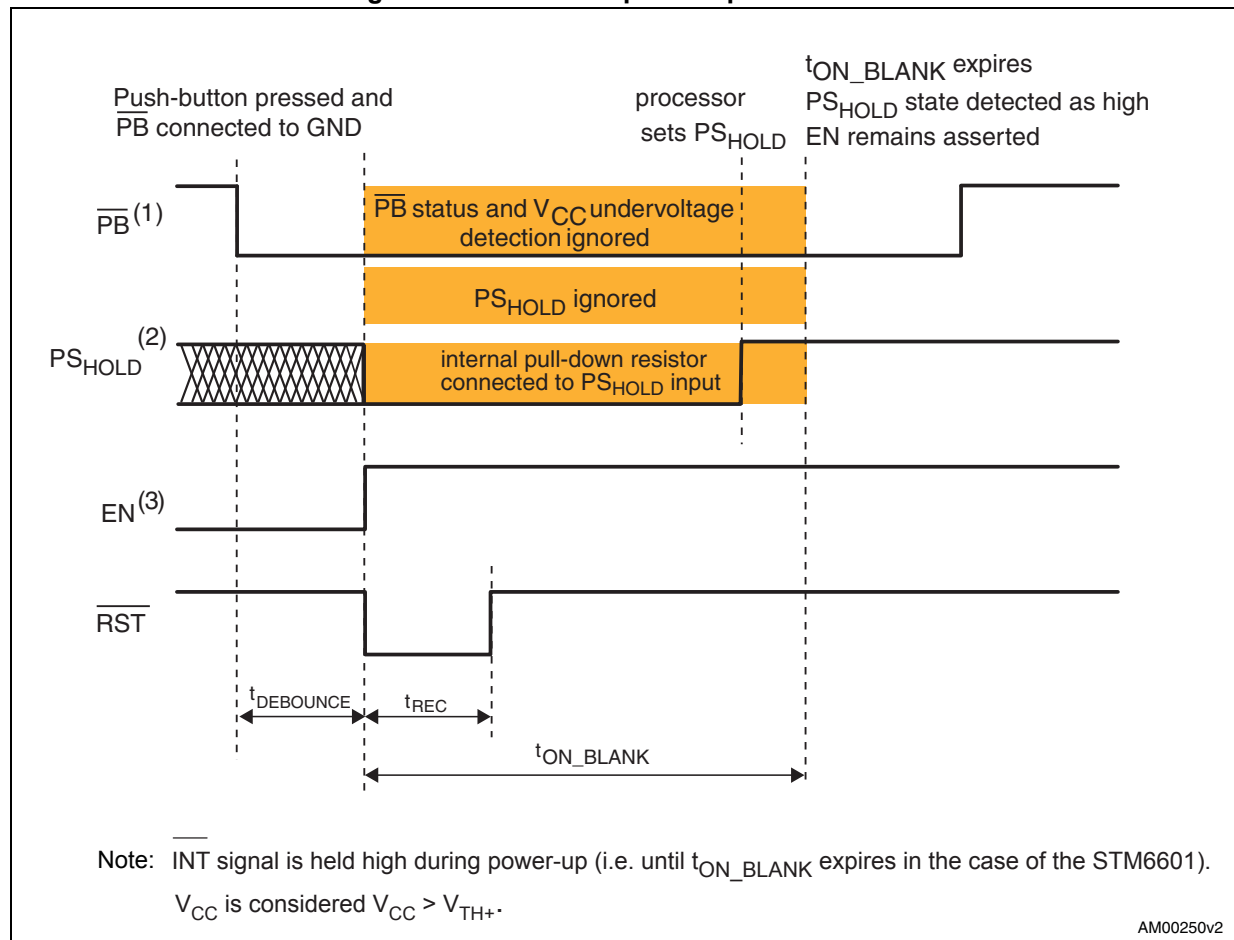 Push-button pressed and
PB connected to GND
processor
sets PSHOLD
tON_BLANK expires
PSHOLD state detected as high
EN remains asserted
PB(1)
PB status and VCC undervoltage
detection ignored
PSHOLD ignored
PSHOLD(2)
internal pull-down resistor
connected to PSHOLD input
EN(3)
RST
tDEBOUNCE
tREC
tON_BLANK
Note: INT signal is held high during power-up (i.e. until tON_BLANK expires in the case of the STM6601).
VCC is considered VCC > VTH+.
AM00250v2